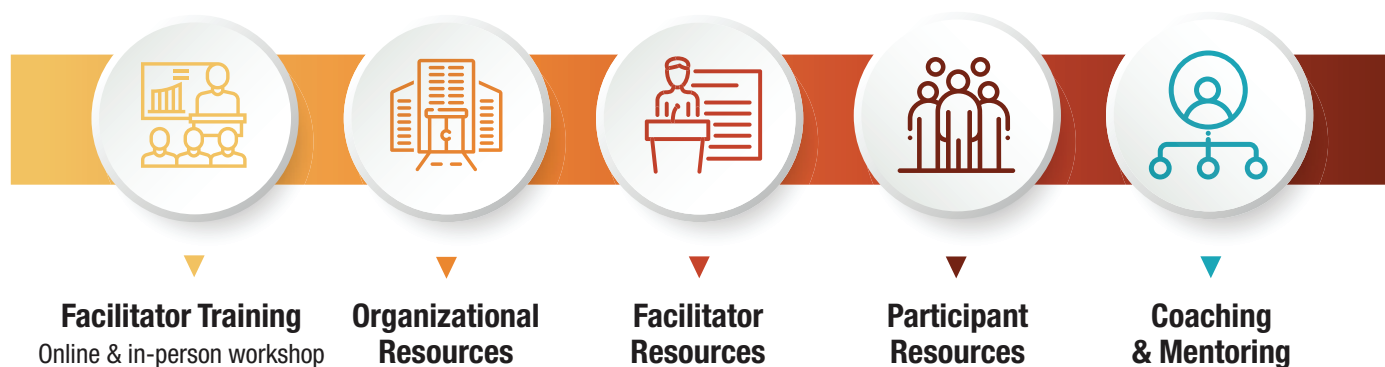 Facilitator Training
Online & in-person workshop
Organizational
Resources
Facilitator
Resources
Participant
Resources
Coaching
& Mentoring